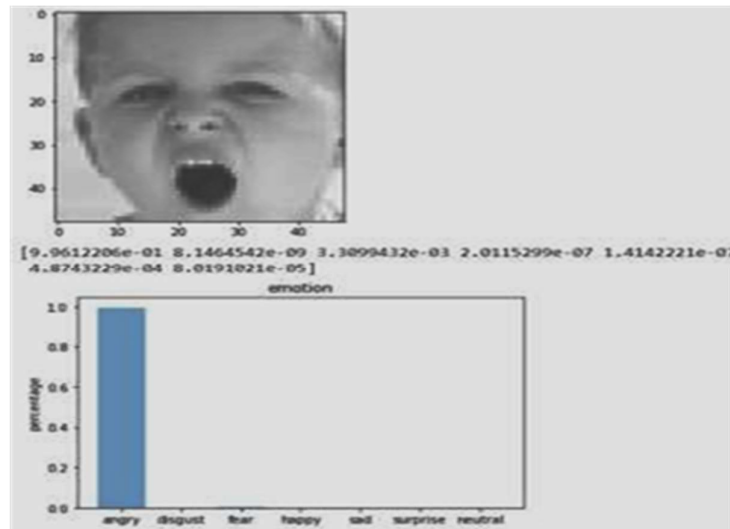 0
10
20
30
40
0 10 20 30 40
[9.9612206e-01 8.1464542e-09 3.3099432e-03 2.0115299e-07 1.4142221e-07
4.8743229e-04 8.0191021e-05]
emotion
1.0
0.8
0.6
0.4
0.2
0.0
percentage
angry disgust fear happy sad surprise neutral